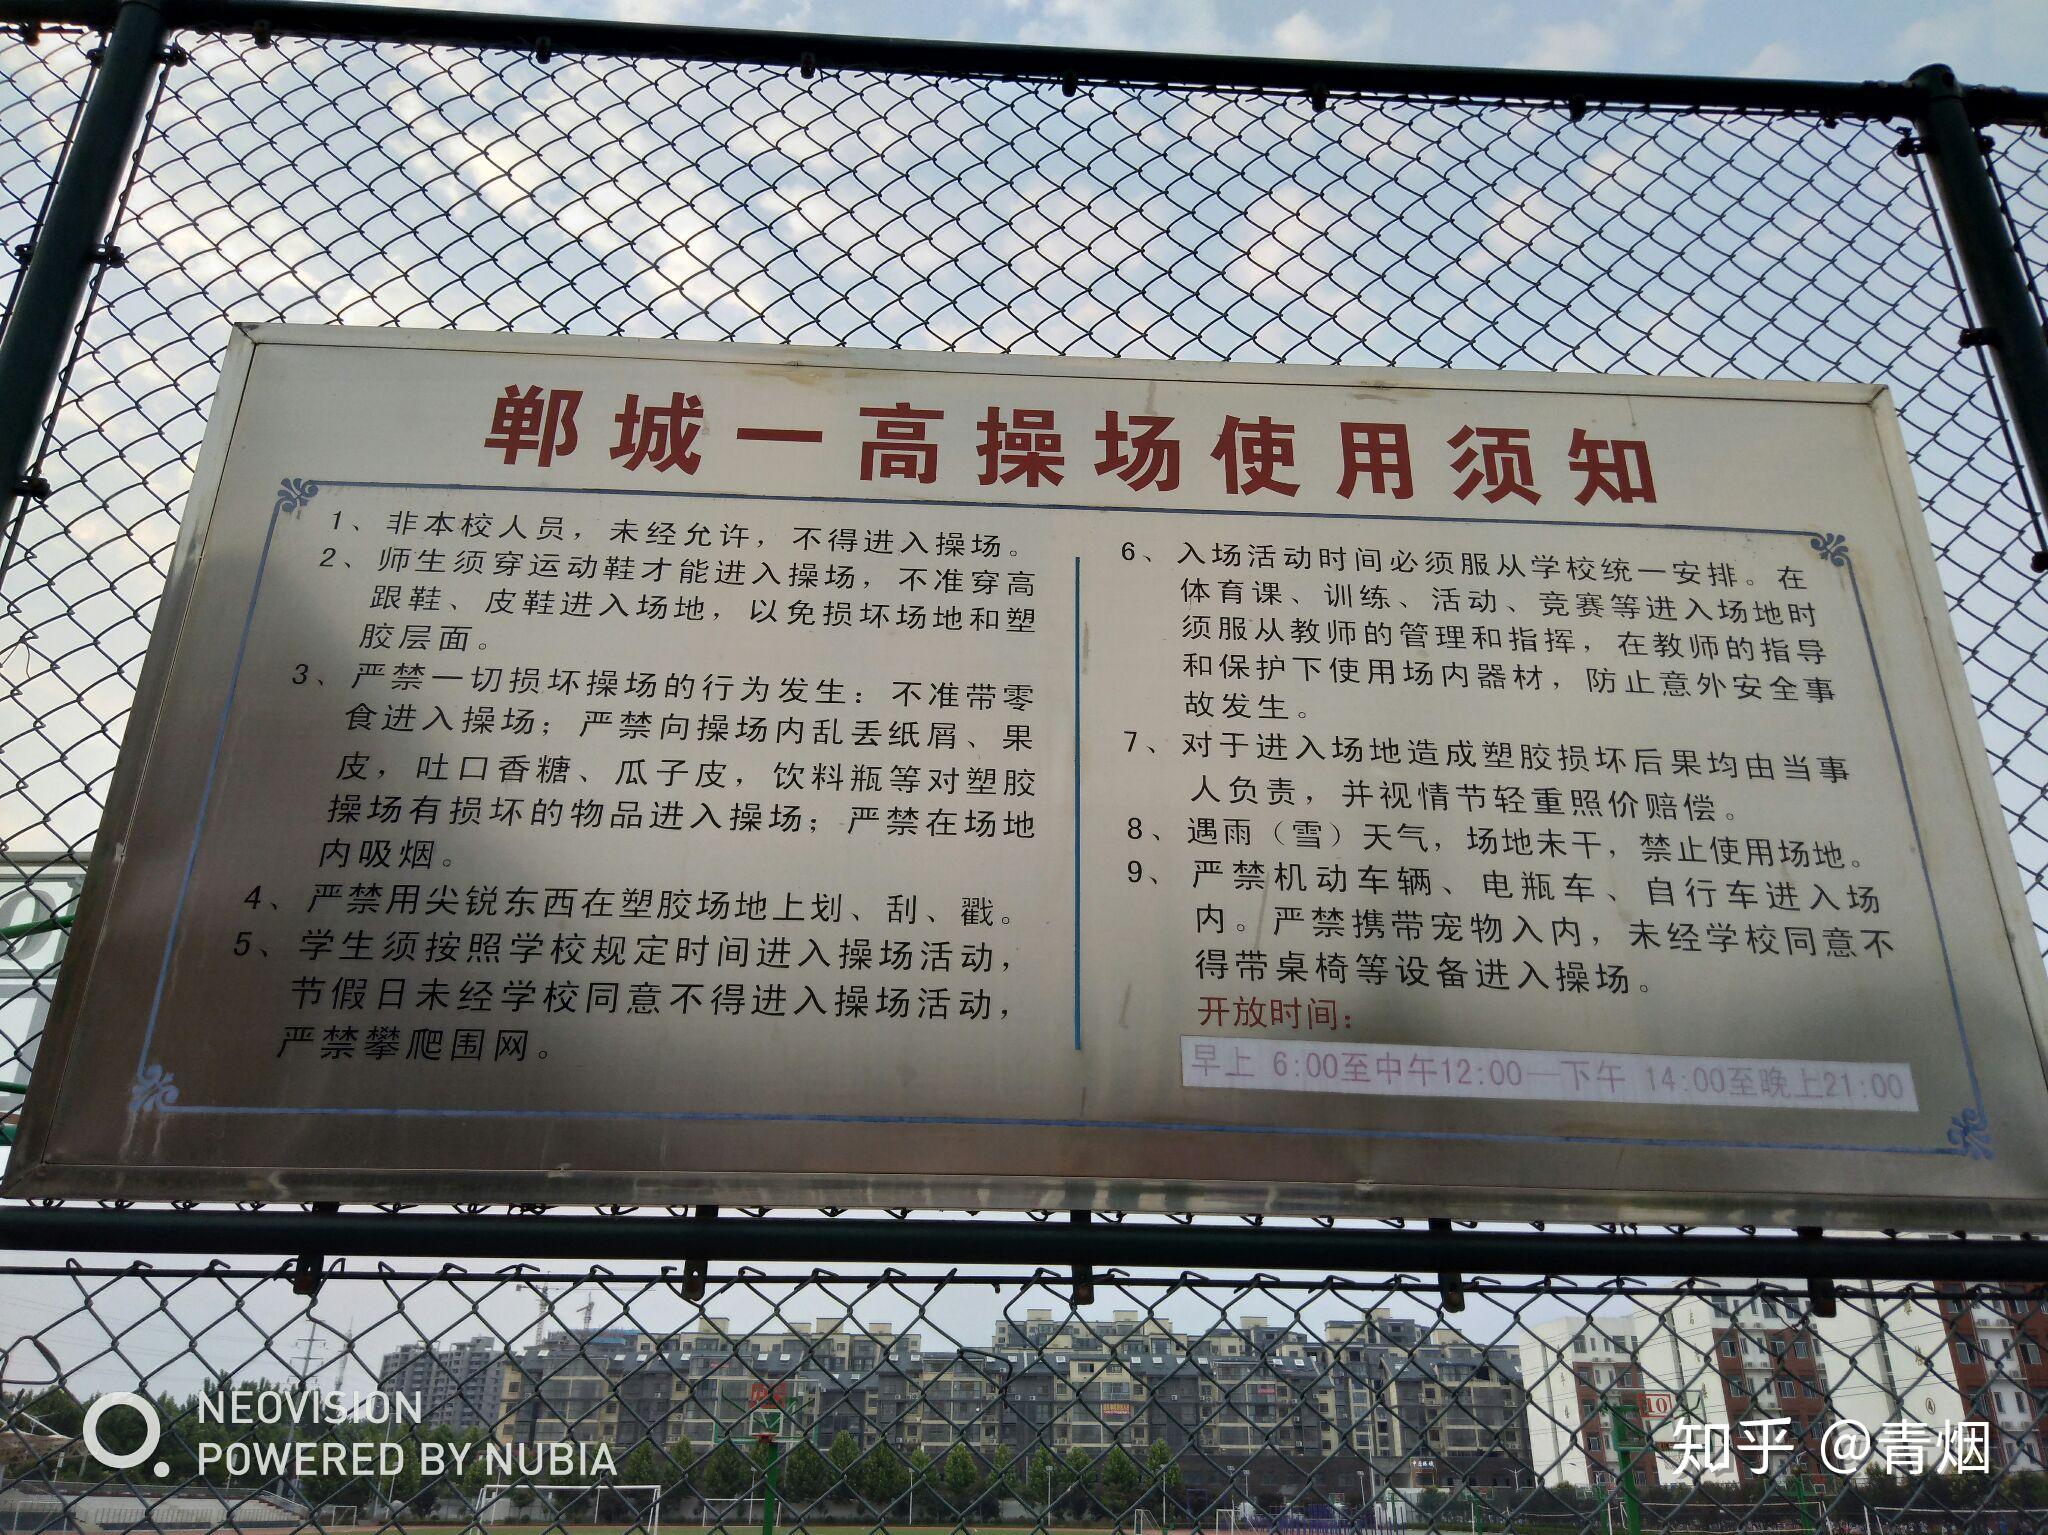 郸城一高操场使用须知
1、非本校人员，未经允许，不得进入操场。
2、师生须穿运动鞋才能进入操场，不准穿高
跟鞋、皮鞋进入场地，以免损坏场地和塑
胶层面。
3、严禁一切损坏操场的行为发生：不准带零
食进入操场；严禁向操场内乱丢纸屑、果
皮，吐口香糖、瓜子皮，饮料瓶等对塑胶
操场有损坏的物品进入操场；严禁在场地
内吸烟。
4、严禁用尖锐东西在塑胶场地上划、刮、戳。
5、学生须按照学校规定时间进入操场活动，
节假日未经学校同意不得进入操场活动，
严禁攀爬围网。
6、入场活动时间必须服从学校统一安排。在
体育课、训练、活动、竞赛等进入场地时
须服从教师的管理和指挥，在教师的指导
和保护下使用场内器材，防止意外安全事
故发生。
7、对于进入场地造成塑胶损坏后果均由当事
人负责，并视情节轻重照价赔偿。
8、遇雨（雪）天气，场地未干，禁止使用场地。
9、严禁机动车辆、电瓶车、自行车进入场
内。严禁携带宠物入内，未经学校同意不
得带桌椅等设备进入操场。
开放时间：
早上 6:00至中午12:00—下午 14:00至晚上21:00
10
NEOVISION
POWERED BY NUBIA
知乎 @青烟